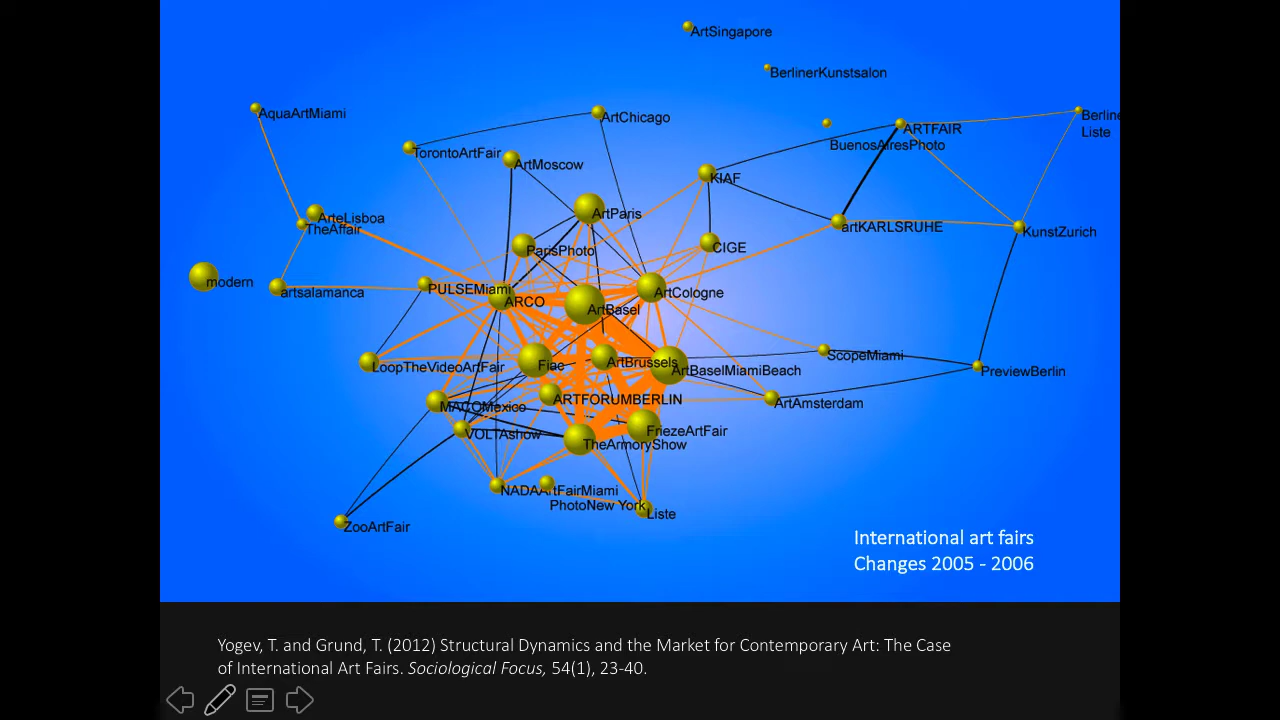 ArtSingapore
BerlinerKunstsalon
AquaArtMiami
ArtChicago
Berline
Liste
ARTFAIR
BuenosAiresPhoto
TorontoArtFair
ArtMoscow
KIAF
ArteLisboa
TheAffair
ArtParis
artKARLSRUHE
KunstZurich
ParisPhoto
CIGE
modern
artsalamanca
PULSEMiami
ARCO
ArtCologne
ArtBasel
LoopTheVideoArtFair
Fiac
ArtBrussels
ArtBaselMiamiBeach
ScopeMiami
PreviewBerlin
MACOMexico
ARTFORUMBERLIN
ArtAmsterdam
VOLTAshow
FriezeArtFair
TheArmoryShow
NADAArtFairMiami
PhotoNew York
Liste
ZooArtFair
International art fairs
Changes 2005 - 2006
Yogev, T. and Grund, T. (2012) Structural Dynamics and the Market for Contemporary Art: The Case
of International Art Fairs. Sociological Focus, 54(1), 23-40.